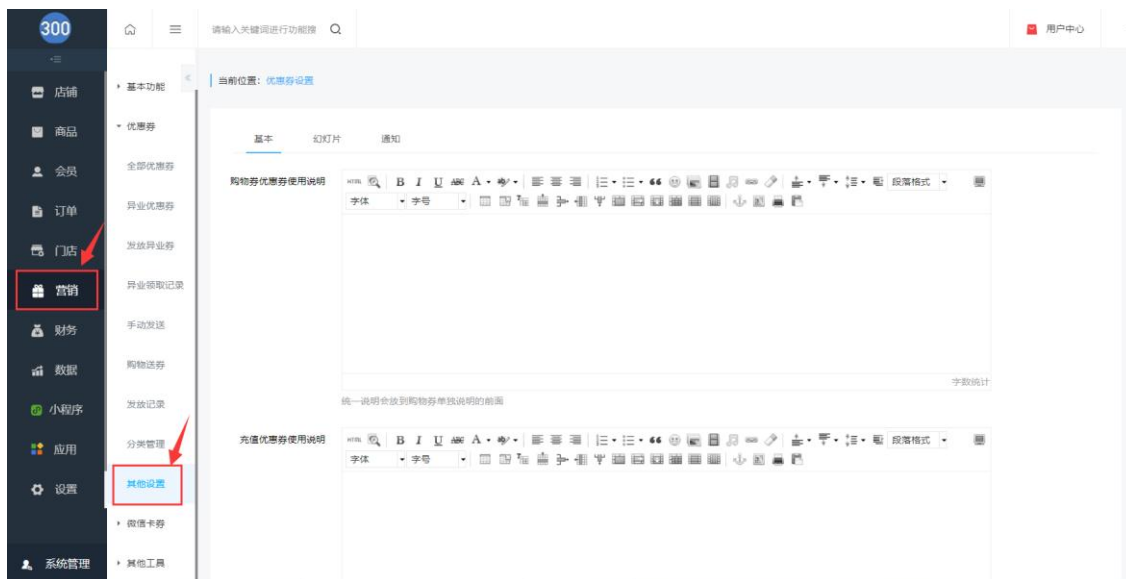 300
请输入关键词进行功能搜
用户中心
店铺
商品
会员
订单
门店
营销
财务
数据
小程序
应用
设置
系统管理
基本功能
优惠券
全部优惠券
异业优惠券
发放异业券
异业领取记录
手动发送
购物送券
发放记录
分类管理
其他设置
微信卡券
其他工具
当前位置：优惠券设置
基本 幻灯片 通知
购物券优惠券使用说明
HTML B I U ABC A 段落格式
字体 字号
字数统计
统一说明会放到购物券单独说明的前面
充值优惠券使用说明
HTML B I U ABC A 段落格式
字体 字号